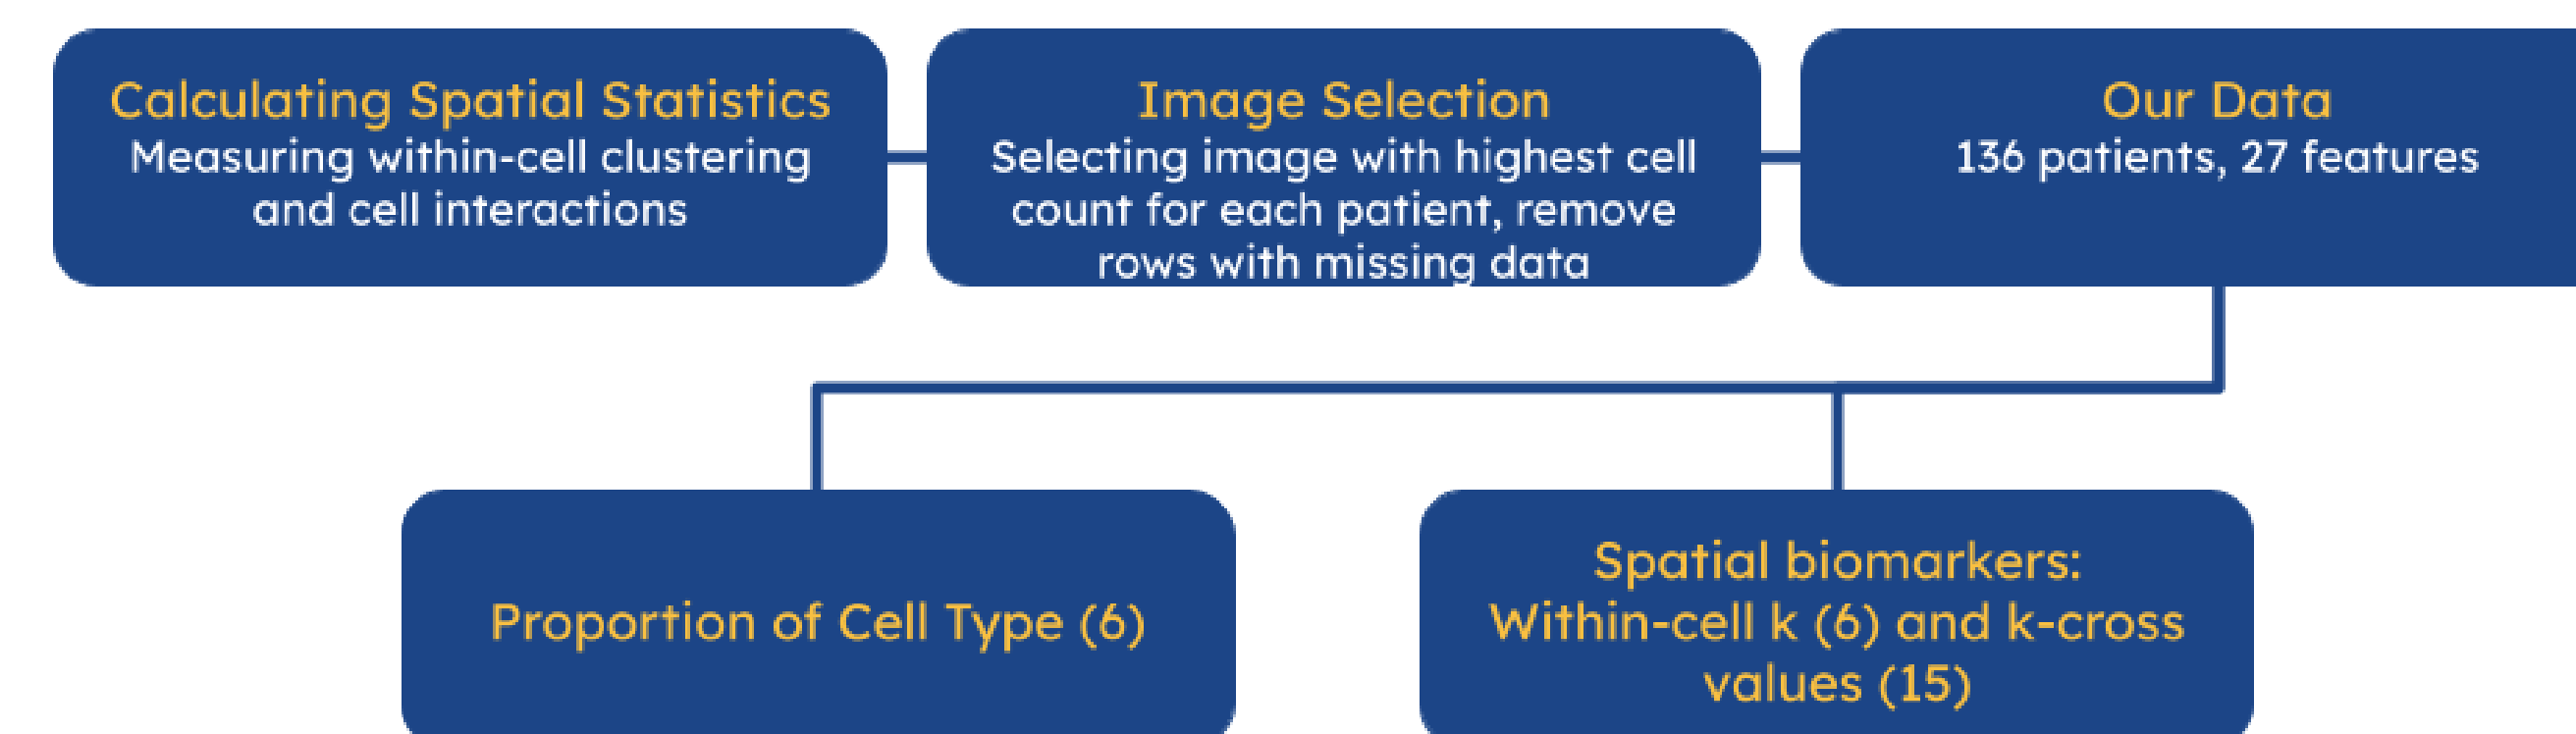 Calculating Spatial Statistics
Measuring within-cell clustering
and cell interactions
Image Selection
Selecting image with highest cell
count for each patient, remove
rows with missing data
Our Data
136 patients, 27 features
Proportion of Cell Type (6)
Spatial biomarkers:
Within-cell k (6) and k-cross
values (15)